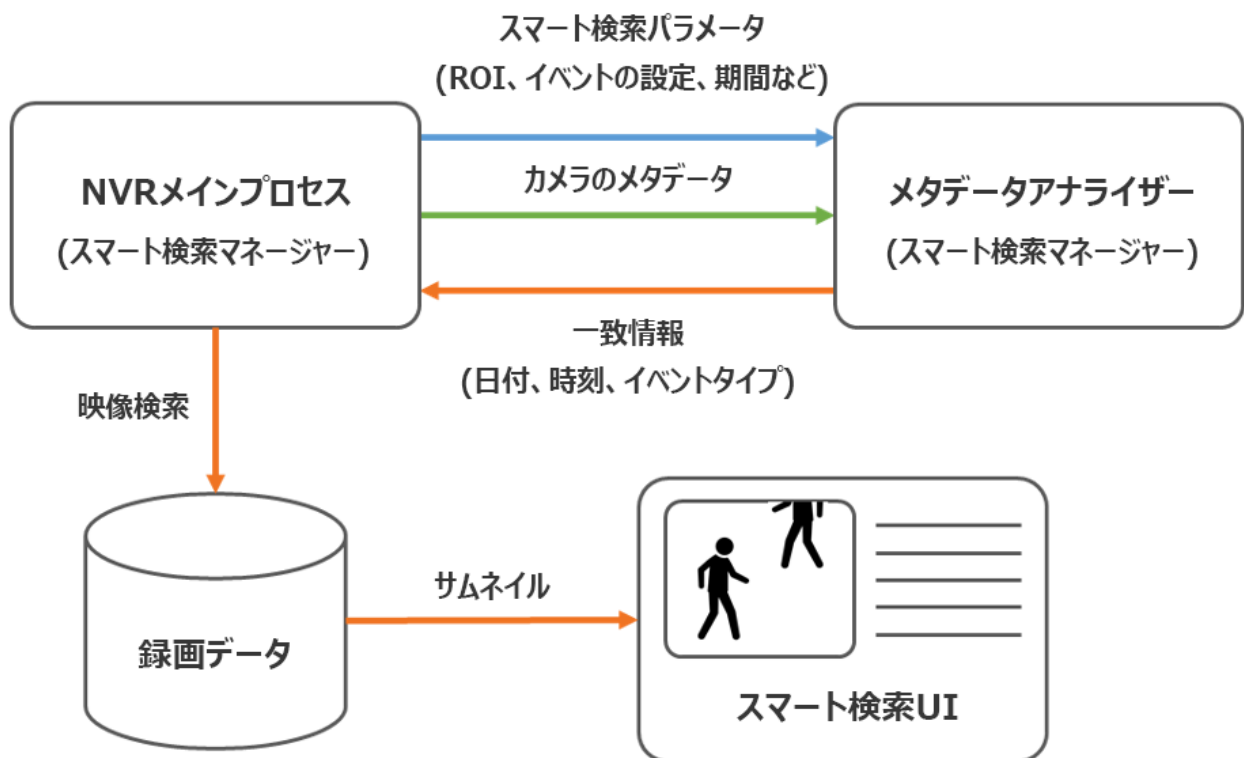 スマート検索パラメータ
(ROI、イベントの設定、期間など)
NVRメインプロセス
(スマート検索マネージャー)
カメラのメタデータ
メタデータアナライザー
(スマート検索マネージャー)
一致情報
(日付、時刻、イベントタイプ)
映像検索
サムネイル
録画データ
スマート検索UI